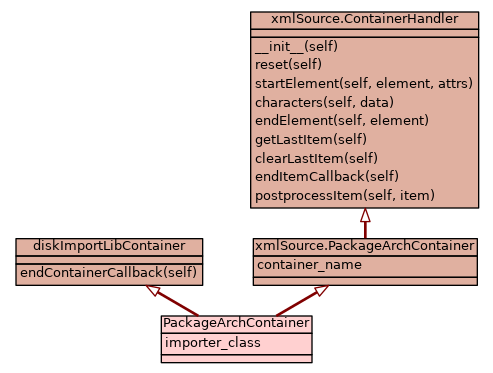 xmlSource.ContainerHandler
__init__(self)
reset(self)
startElement(self, element, attrs)
characters(self, data)
endElement(self, element)
getLastItem(self)
clearLastItem(self)
endItemCallback(self)
postprocessItem(self, item)
diskImportLibContainer
endContainerCallback(self)
xmlSource.PackageArchContainer
container_name
PackageArchContainer
importer_class